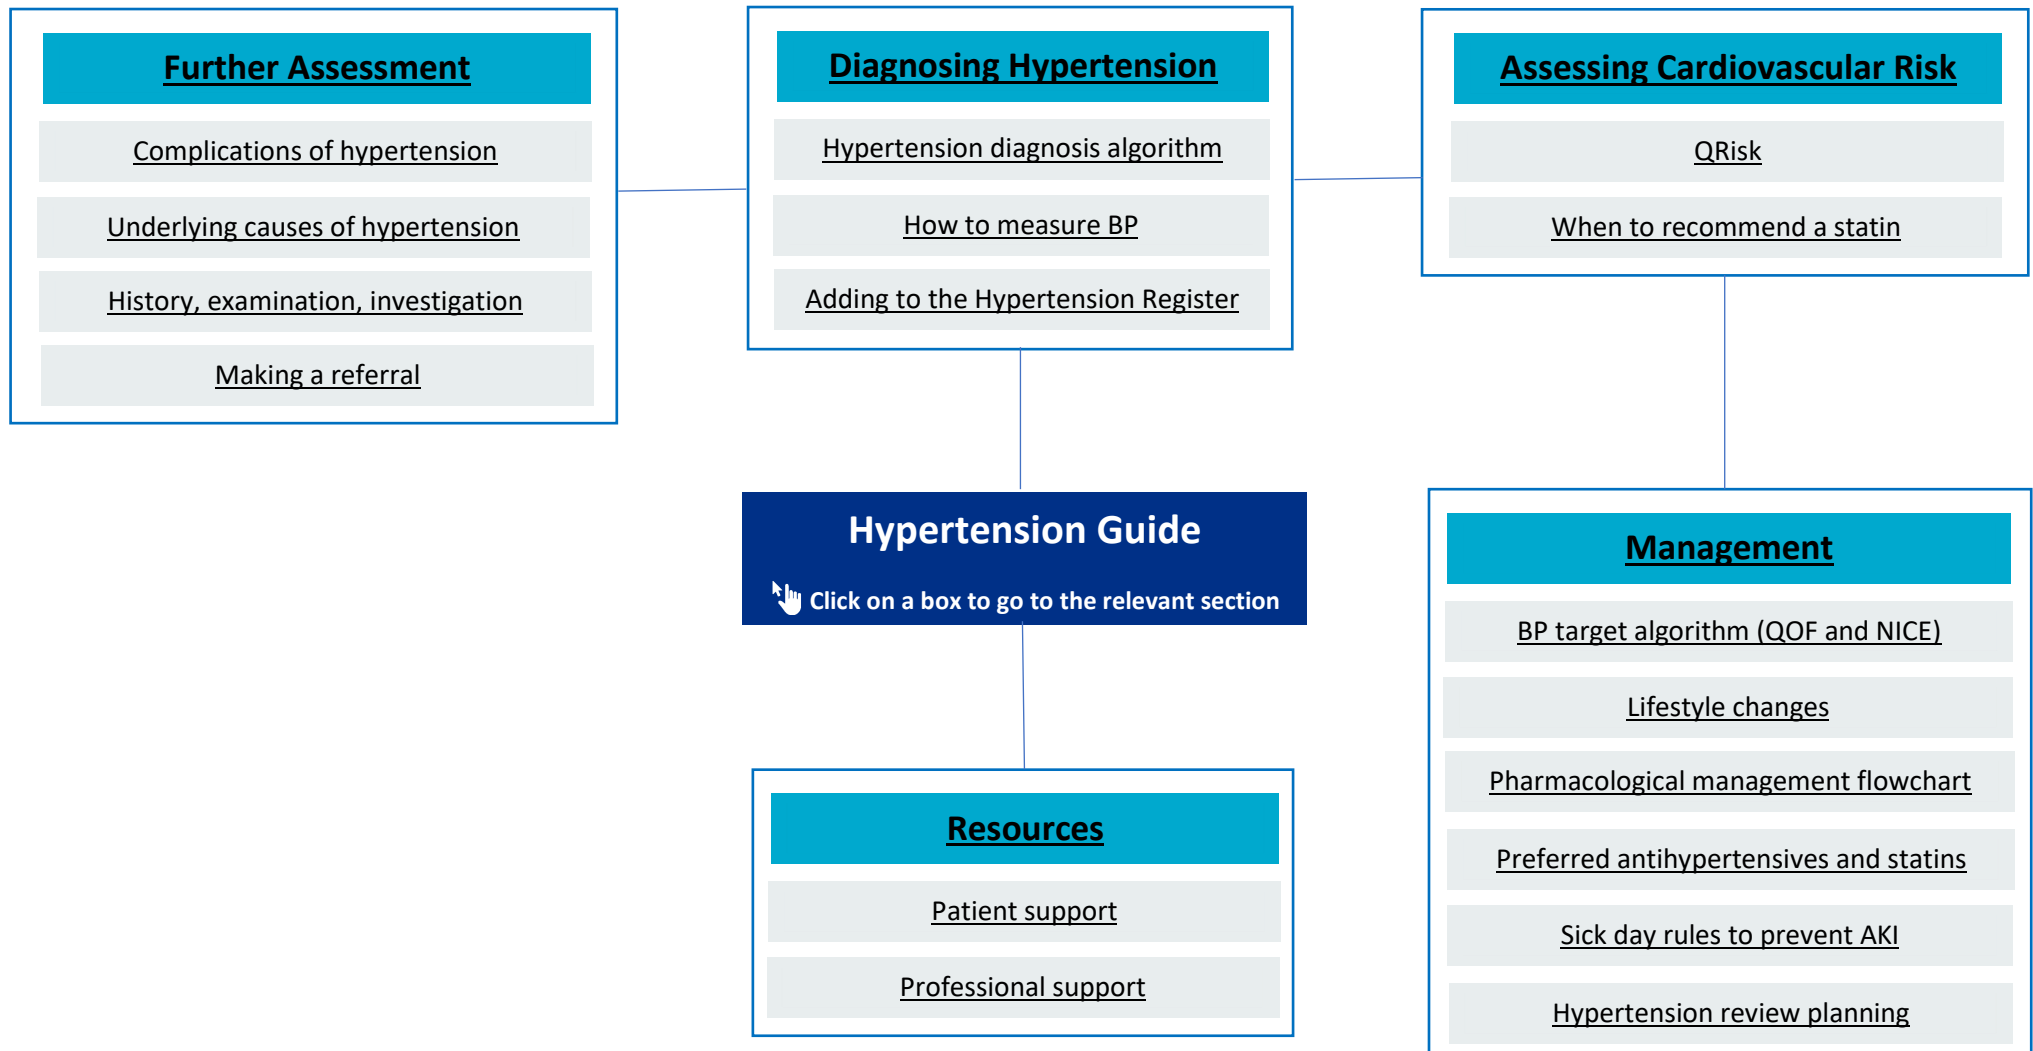 Further Assessment
Complications of hypertension
Underlying causes of hypertension
History, examination, investigation
Making a referral
Diagnosing Hypertension
Hypertension diagnosis algorithm
How to measure BP
Adding to the Hypertension Register
Assessing Cardiovascular Risk
QRisk
When to recommend a statin
Hypertension Guide
Click on a box to go to the relevant section
Management
BP target algorithm (QOF and NICE)
Lifestyle changes
Pharmacological management flowchart
Preferred antihypertensives and statins
Sick day rules to prevent AKI
Hypertension review planning
Resources
Patient support
Professional support